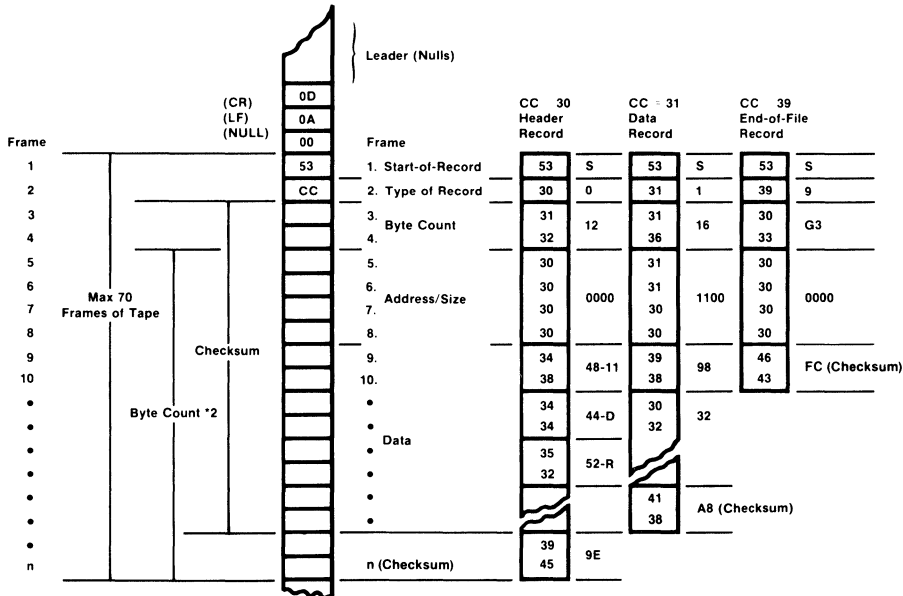 Leader (Nulls)
(CR) 0D
(LF) 0A
(NULL) 00
CC 30
Header
Record
CC = 31
Data
Record
CC 39
End-of-File
Record
Frame
Frame
1 53 1. Start-of-Record 53 S 53 S 53 S
2 CC 2. Type of Record 30 0 31 1 39 9
3 3. 31 31 30
Byte Count 12 16 G3
4 4. 32 36 33
5 5. 30 31 30
6 6. 30 31 30
Max 70
Frames of Tape
Address/Size 0000 1100 0000
7 7. 30 30 30
8 8. 30 30 30
Checksum
9 9. 34 39 46
48-11 98 FC (Checksum)
10 10. 38 38 43
Byte Count *2
• • 34 30
44-D 32
• • 34 32
Data
• • 35
52-R
• • 32
• • 41
A8 (Checksum)
• • 38
• 39
9E
n n (Checksum) 45